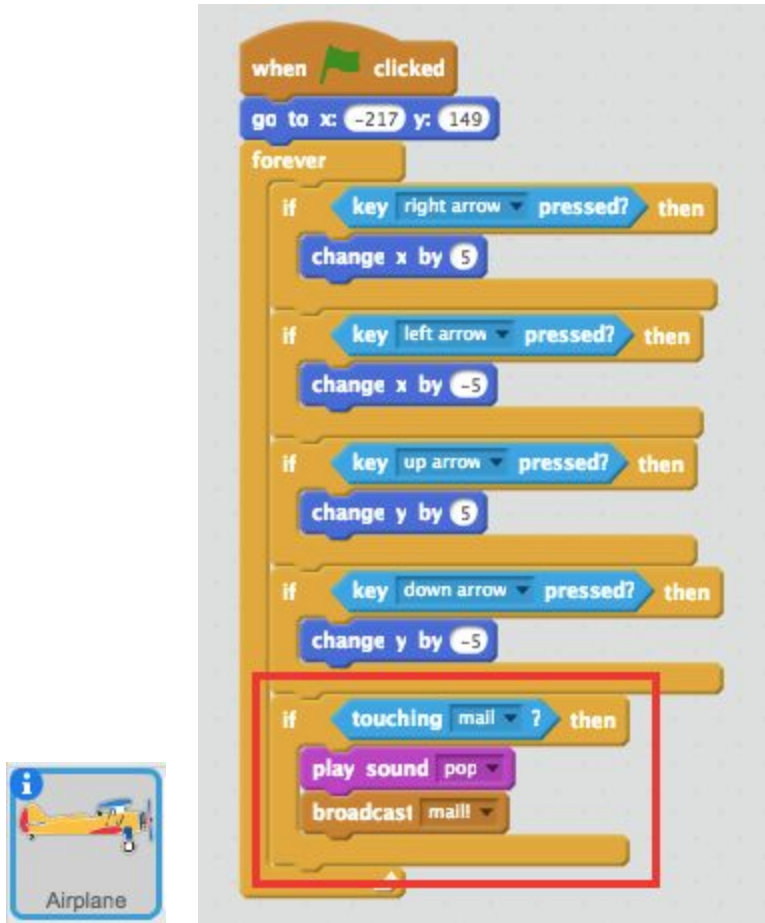 when clicked
go to x: -217 y: 149
forever
if key right arrow pressed? then
change x by 5
if key left arrow pressed? then
change x by -5
if key up arrow pressed? then
change y by 5
if key down arrow pressed? then
change y by -5
if touching mail ? then
play sound pop
broadcast mail!
i
Airplane